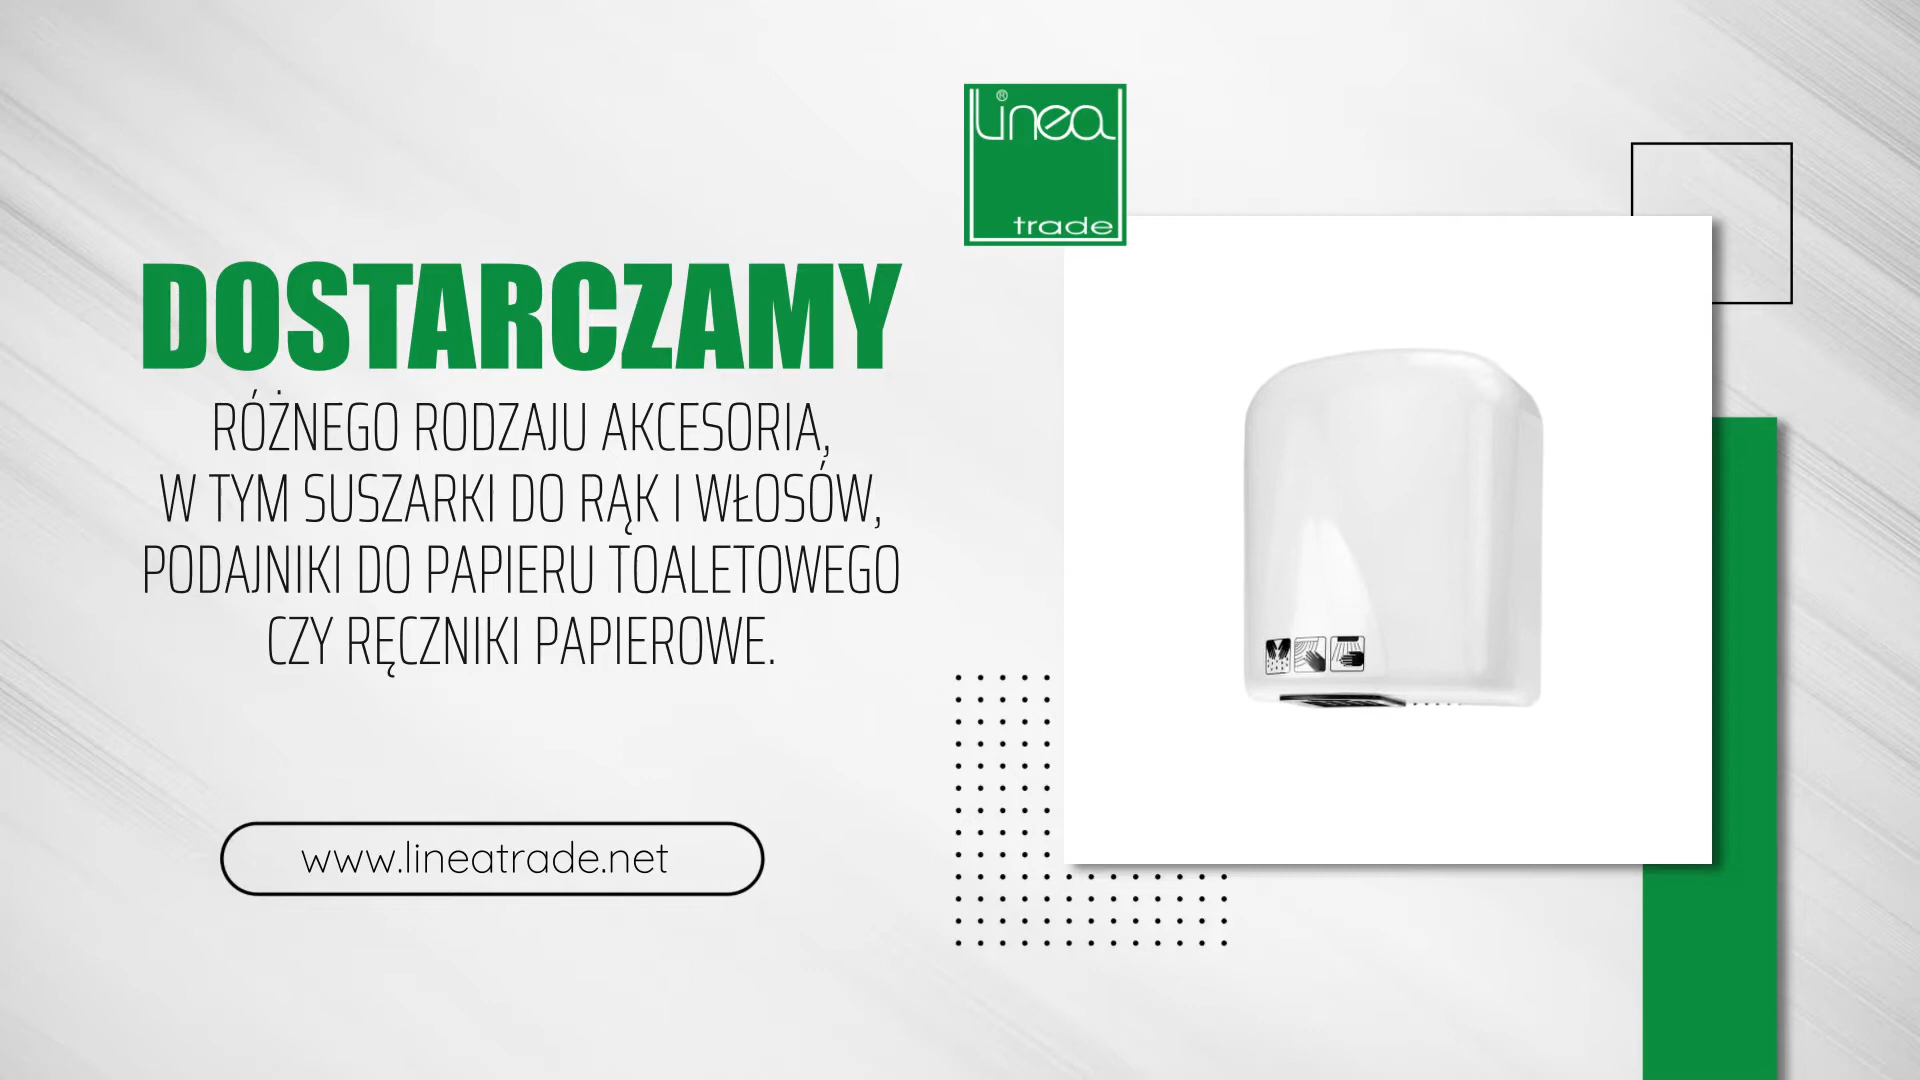 Linea®
trade
DOSTARCZAMY
RÓŻNEGO RODZAJU AKCESORIA,
W TYM SUSZARKI DO RĄK I WŁOSÓW,
PODAJNIKI DO PAPIERU TOALETOWEGO
CZY RĘCZNIKI PAPIEROWE.
www.lineatrade.net